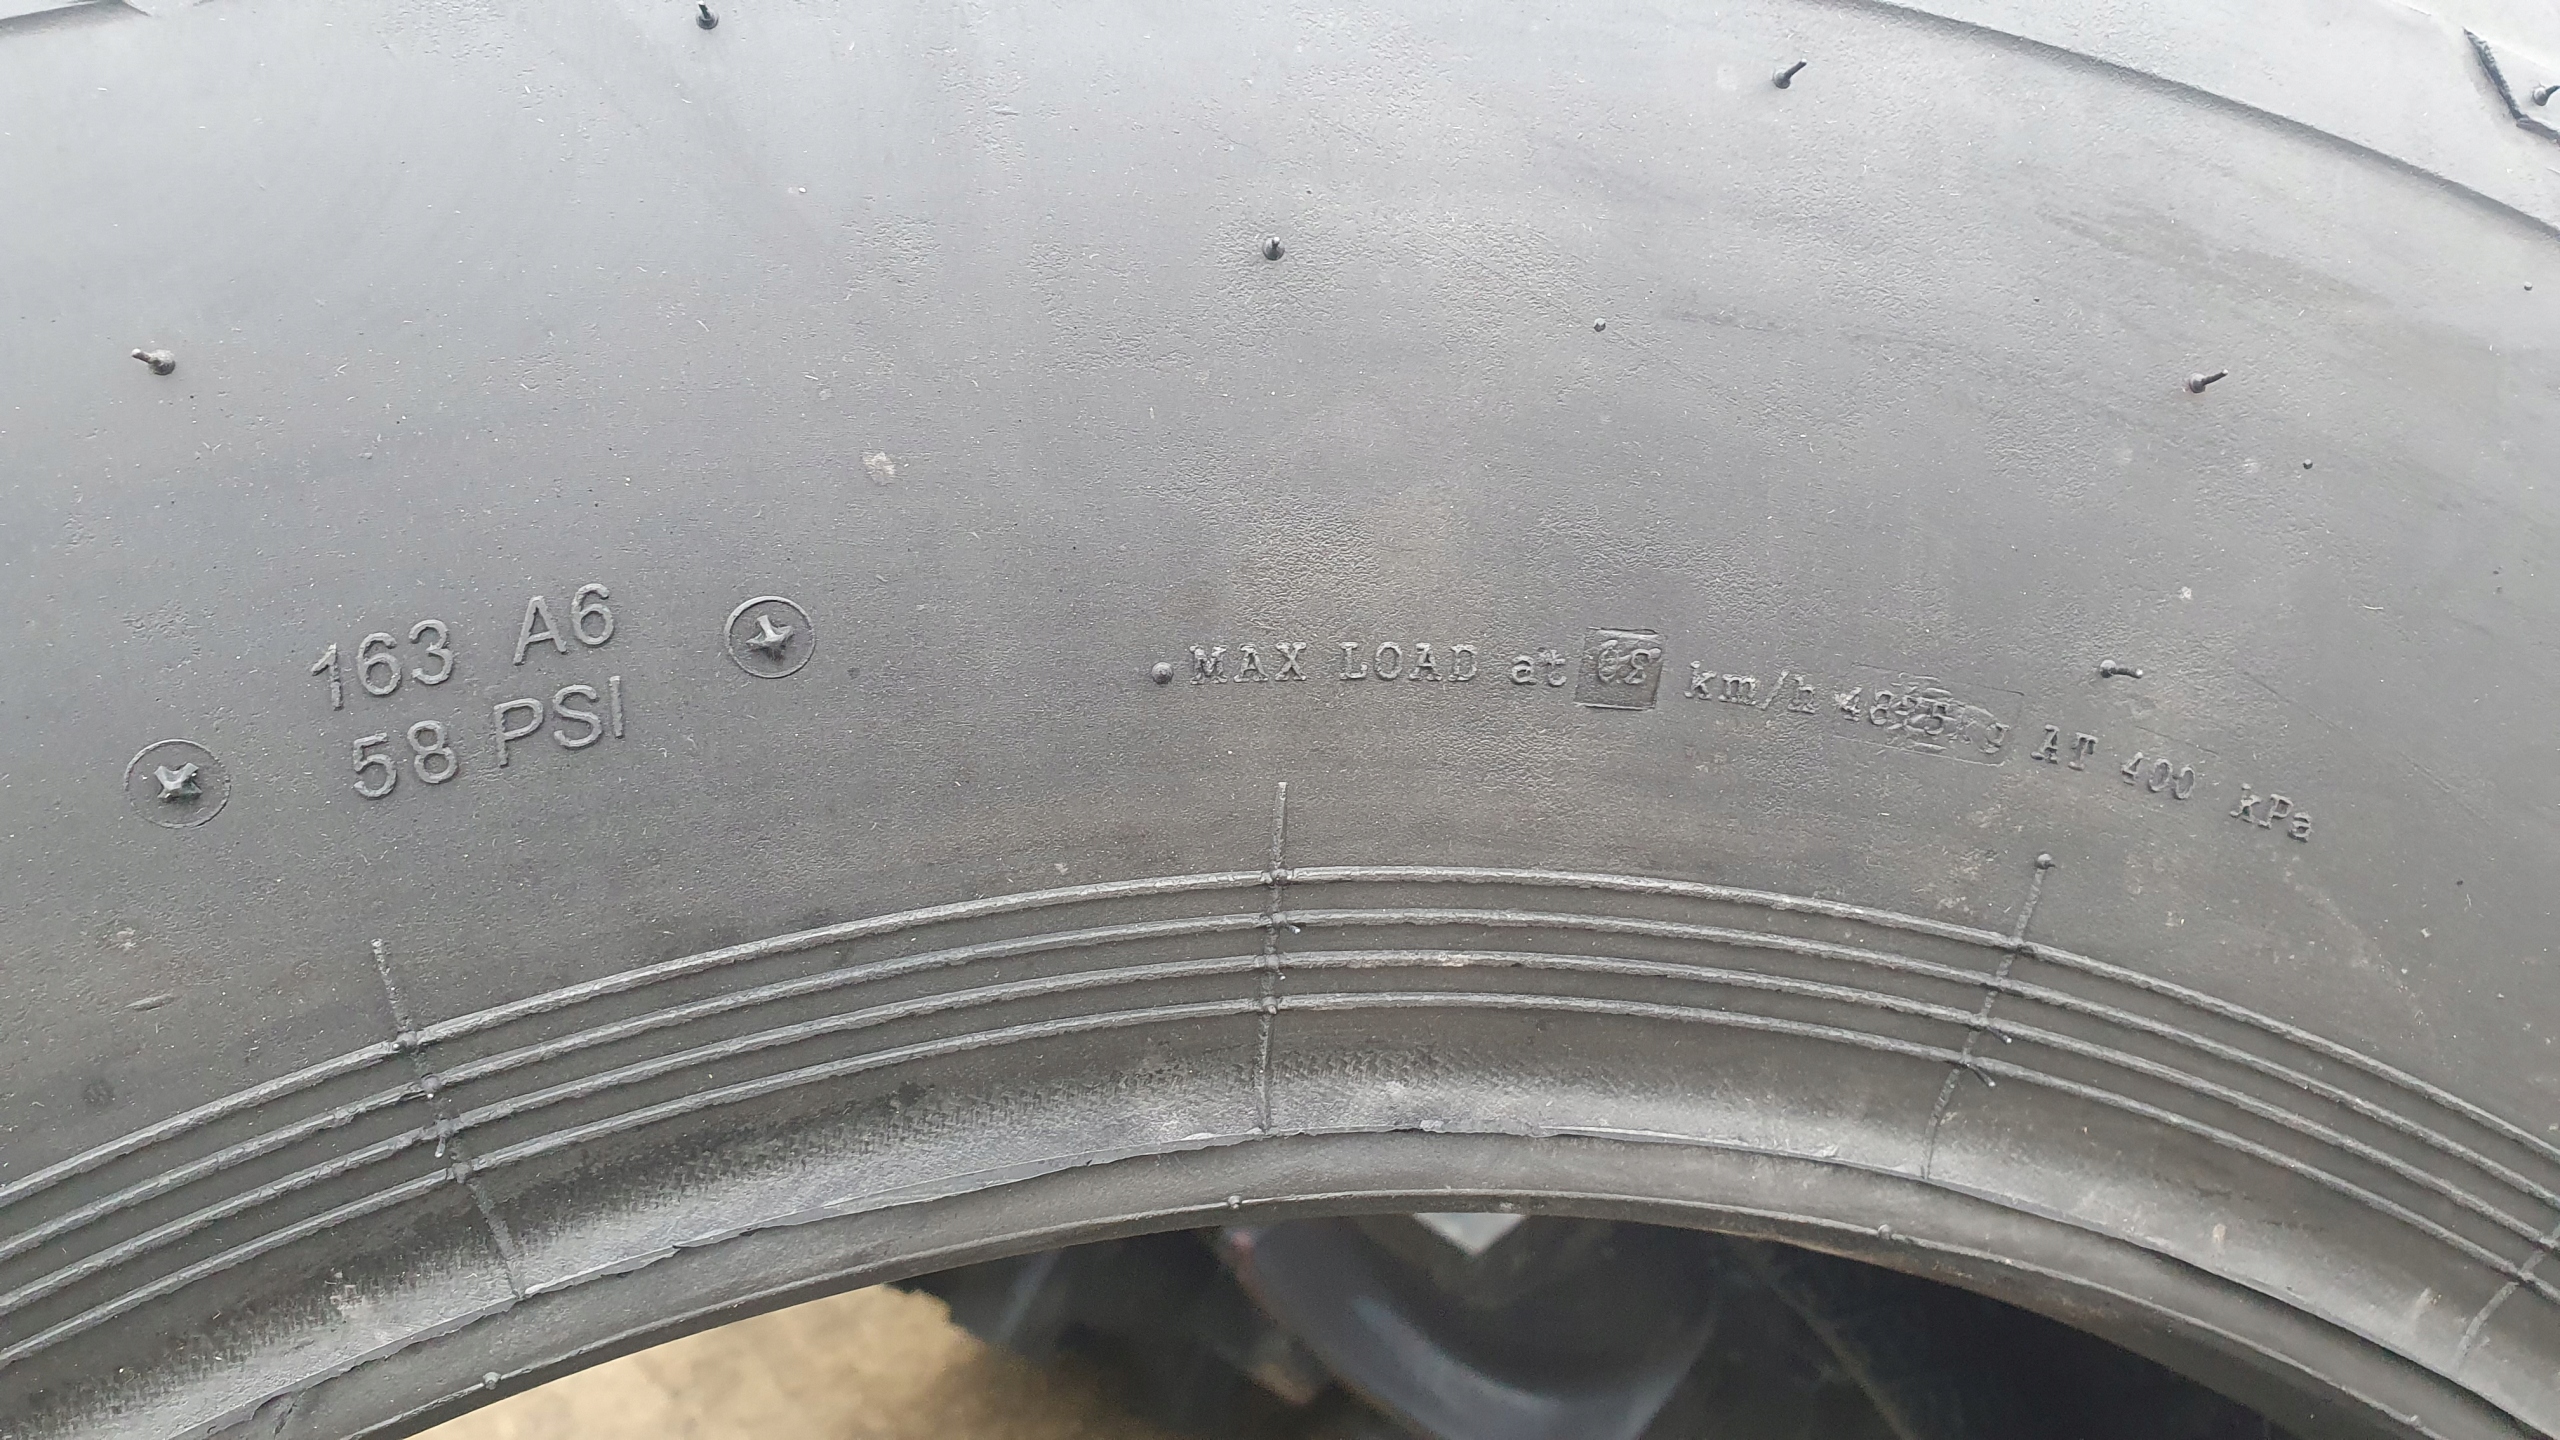 163 A6
58 PSI
MAX LOAD at km/h AT 400 kPa